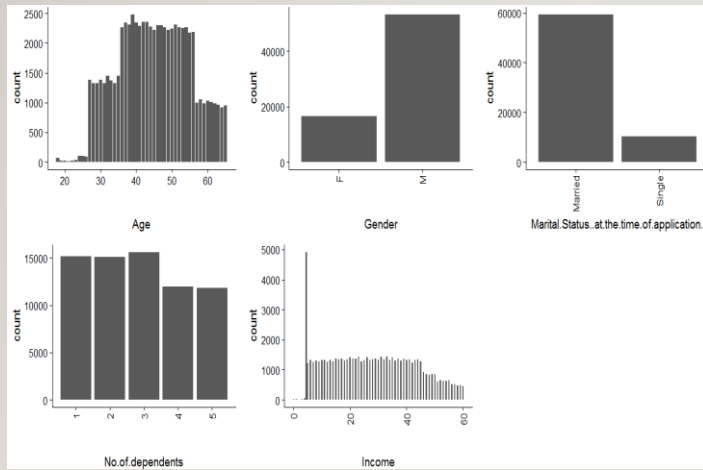 2500
2000
1500
1000
500
0
count
20 30 40 50 60
Age
40000
20000
0
count
F M
Gender
60000
40000
20000
0
count
Married Single
Marital.Status..at.the.time.of.application.
15000
10000
5000
0
count
1 2 3 4 5
No.of.dependents
5000
4000
3000
2000
1000
0
count
0 20 40 60
Income